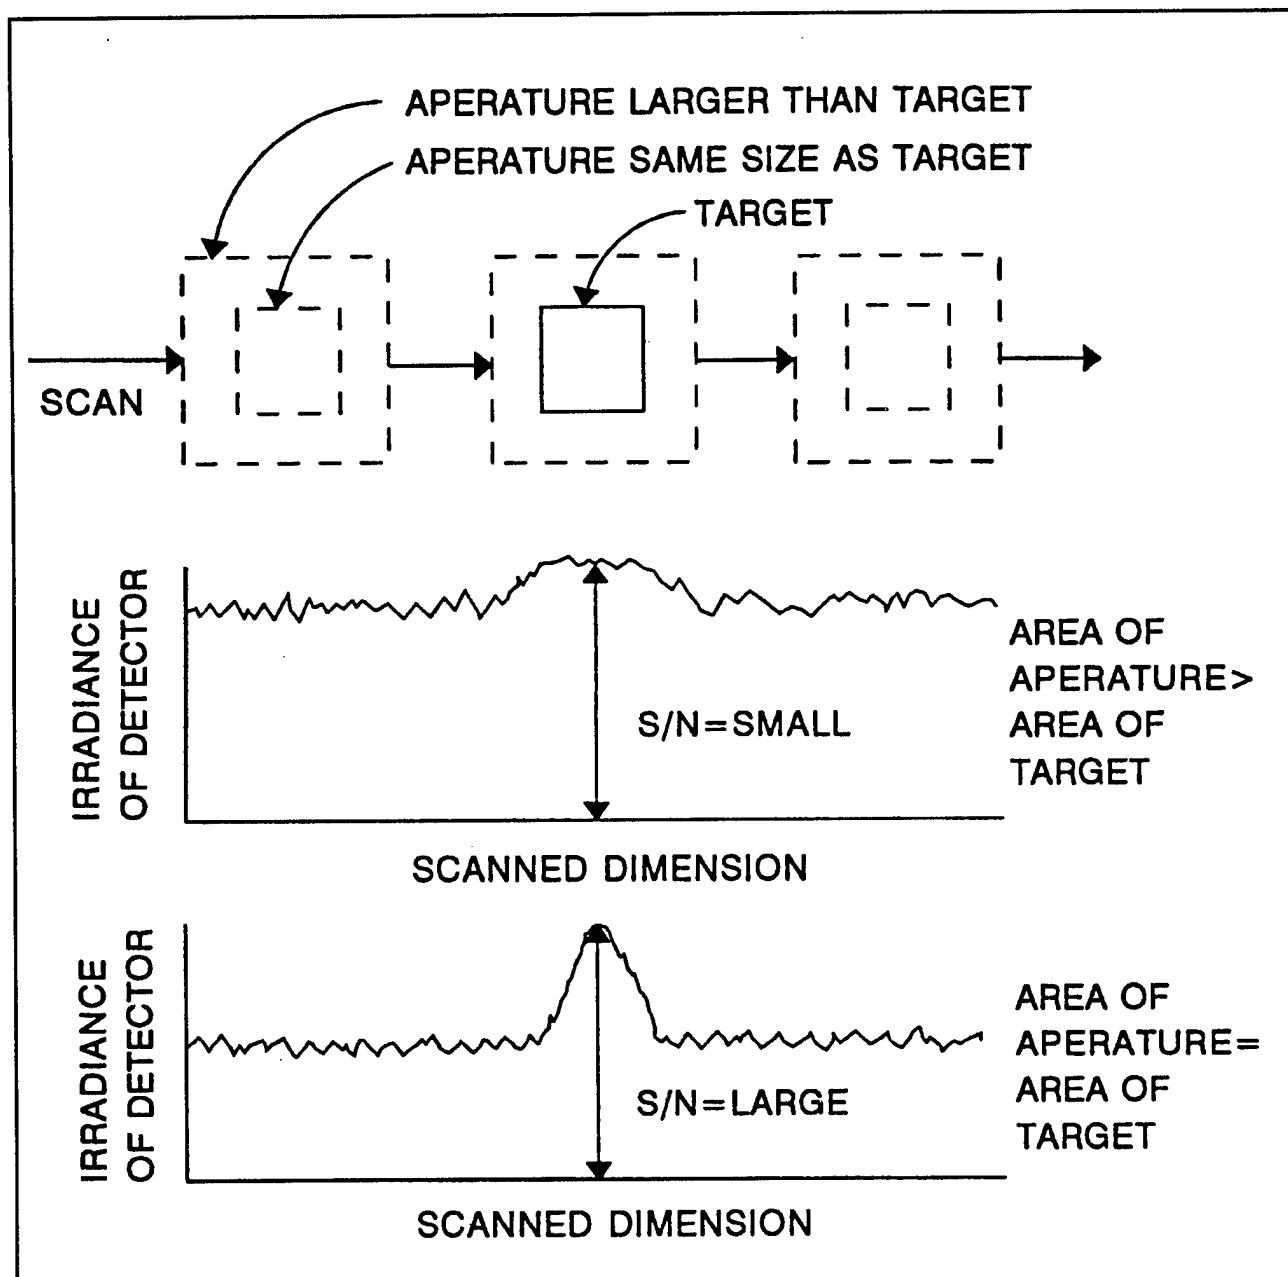 APERATURE LARGER THAN TARGET
APERATURE SAME SIZE AS TARGET
TARGET
SCAN
IRRADIANCE
OF DETECTOR
S/N=SMALL
AREA OF
APERATURE>
AREA OF
TARGET
SCANNED DIMENSION
IRRADIANCE
OF DETECTOR
S/N=LARGE
AREA OF
APERATURE=
AREA OF
TARGET
SCANNED DIMENSION